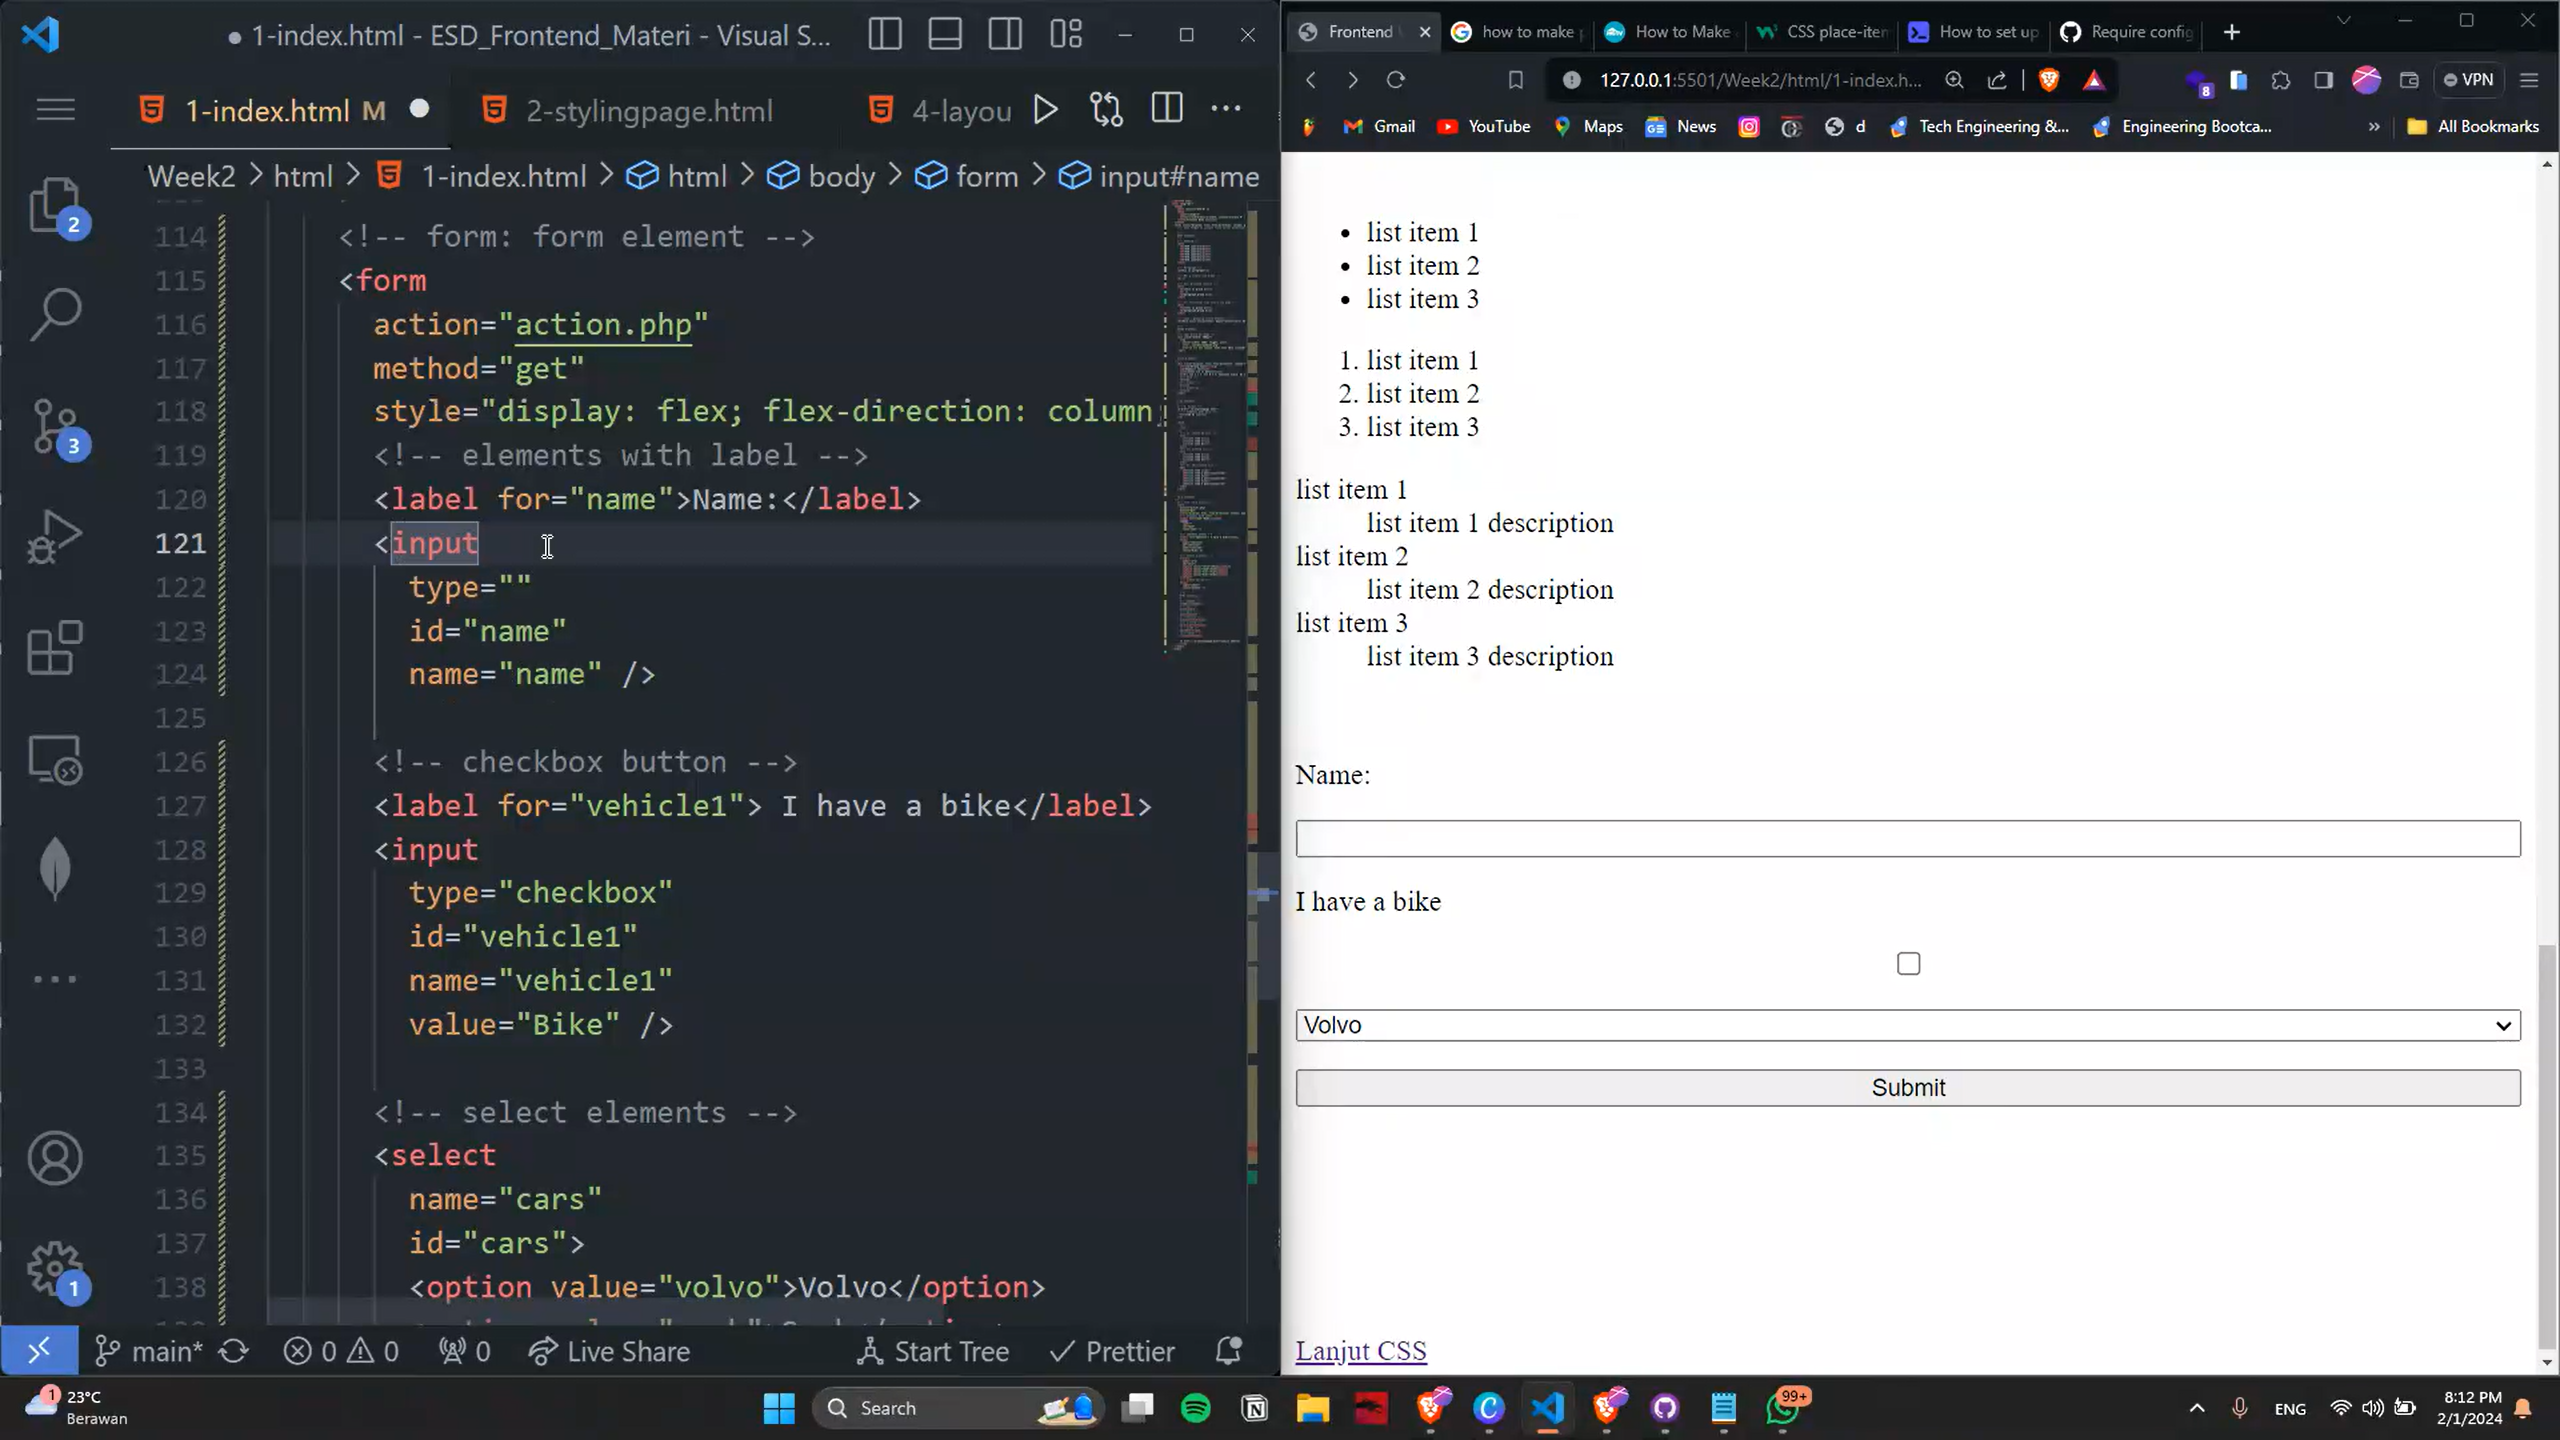 1-index.html - ESD_Frontend_Materi - Visual S...
1-index.html M
2-stylingpage.html
4-layou
Week2 > html > 1-index.html > html > body > form > input#name
114 <!-- form: form element -->
115 <form
116 action="action.php"
117 method="get"
118 style="display: flex; flex-direction: column;
119 <!-- elements with label -->
120 <label for="name">Name:</label>
121 <input
122 type=""
123 id="name"
124 name="name" />
125
126 <!-- checkbox button -->
127 <label for="vehicle1"> I have a bike</label>
128 <input
129 type="checkbox"
130 id="vehicle1"
131 name="vehicle1"
132 value="Bike" />
133
134 <!-- select elements -->
135 <select
136 name="cars"
137 id="cars">
138 <option value="volvo">Volvo</option>
2
3
1
main* 0 0 0 Live Share Start Tree Prettier
Frontend
how to make
How to Make
CSS place-iten
How to set up
Require config
127.0.0.1:5501/Week2/html/1-index.h...
8
VPN
Gmail YouTube Maps News d Tech Engineering &... Engineering Bootca... » All Bookmarks
• list item 1
• list item 2
• list item 3
1. list item 1
2. list item 2
3. list item 3
list item 1
list item 1 description
list item 2
list item 2 description
list item 3
list item 3 description
Name:
I have a bike
Volvo
Submit
Lanjut CSS
1
23°C
Berawan
Search
99+
ENG
8:12 PM
2/1/2024